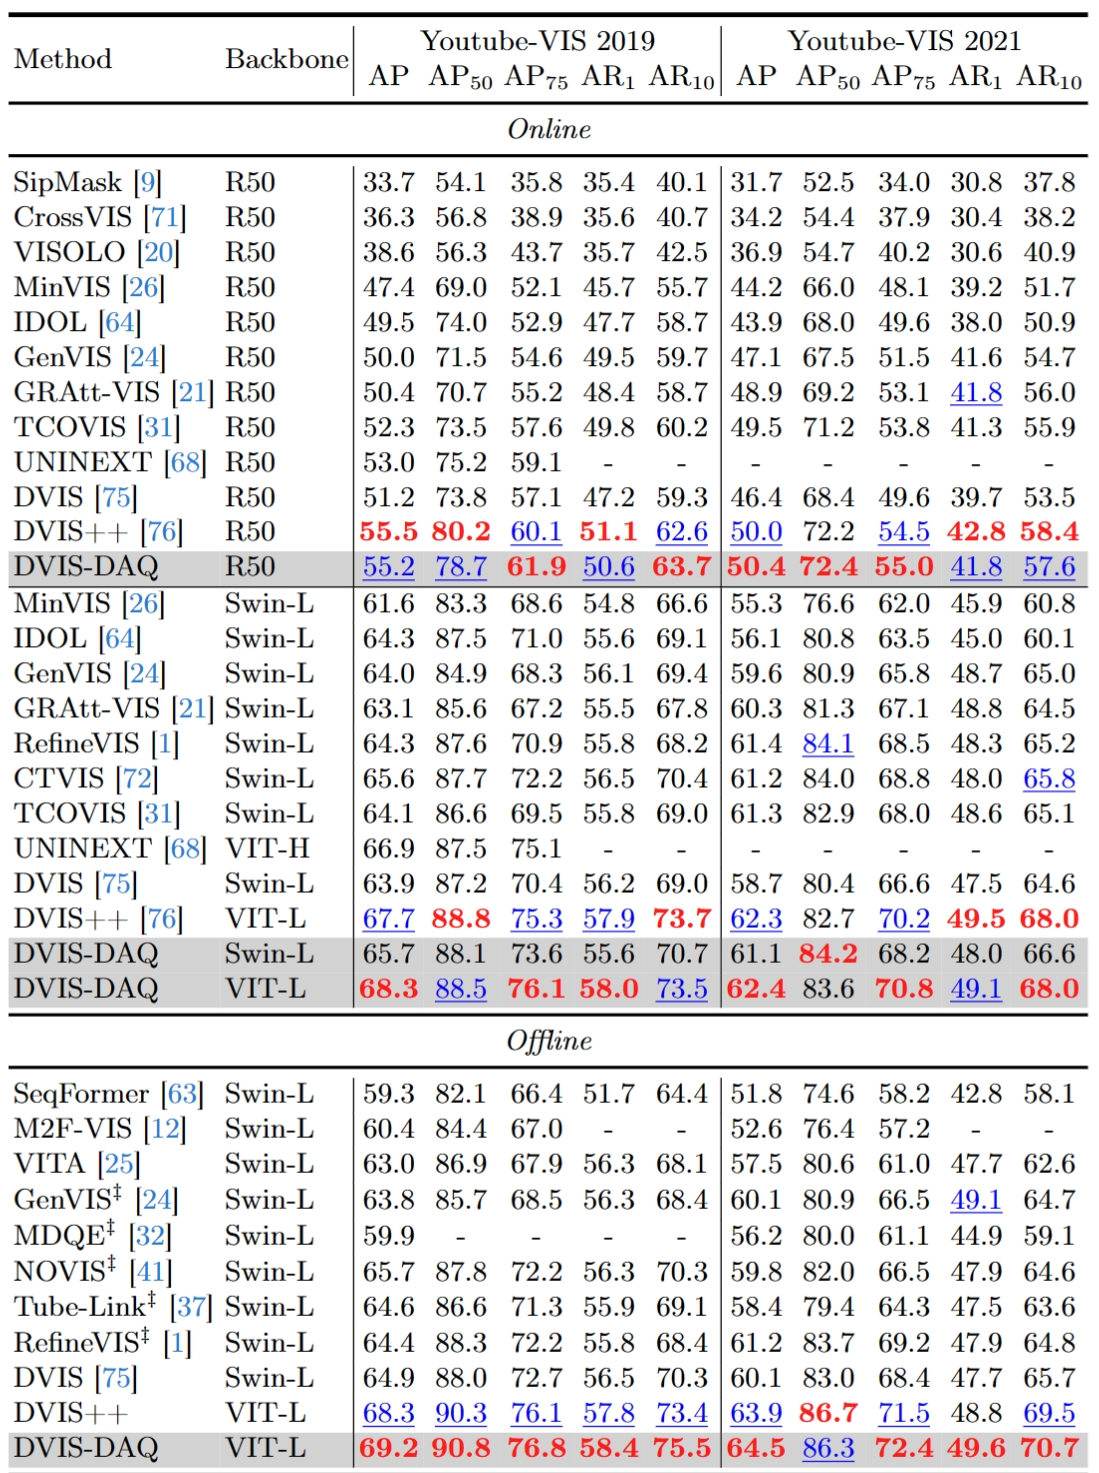 Method Backbone Youtube-VIS 2019 Youtube-VIS 2021
AP AP50 AP75 AR1 AR10 AP AP50 AP75 AR1 AR10
Online
SipMask [9] R50 33.7 54.1 35.8 35.4 40.1 31.7 52.5 34.0 30.8 37.8
CrossVIS [71] R50 36.3 56.8 38.9 35.6 40.7 34.2 54.4 37.9 30.4 38.2
VISOLO [20] R50 38.6 56.3 43.7 35.7 42.5 36.9 54.7 40.2 30.6 40.9
MinVIS [26] R50 47.4 69.0 52.1 45.7 55.7 44.2 66.0 48.1 39.2 51.7
IDOL [64] R50 49.5 74.0 52.9 47.7 58.7 43.9 68.0 49.6 38.0 50.9
GenVIS [24] R50 50.0 71.5 54.6 49.5 59.7 47.1 67.5 51.5 41.6 54.7
GRAtt-VIS [21] R50 50.4 70.7 55.2 48.4 58.7 48.9 69.2 53.1 41.8 56.0
TCOVIS [31] R50 52.3 73.5 57.6 49.8 60.2 49.5 71.2 53.8 41.3 55.9
UNINEXT [68] R50 53.0 75.2 59.1 - - - - - - -
DVIS [75] R50 51.2 73.8 57.1 47.2 59.3 46.4 68.4 49.6 39.7 53.5
DVIS++ [76] R50 55.5 80.2 60.1 51.1 62.6 50.0 72.2 54.5 42.8 58.4
DVIS-DAQ R50 55.2 78.7 61.9 50.6 63.7 50.4 72.4 55.0 41.8 57.6
MinVIS [26] Swin-L 61.6 83.3 68.6 54.8 66.6 55.3 76.6 62.0 45.9 60.8
IDOL [64] Swin-L 64.3 87.5 71.0 55.6 69.1 56.1 80.8 63.5 45.0 60.1
GenVIS [24] Swin-L 64.0 84.9 68.3 56.1 69.4 59.6 80.9 65.8 48.7 65.0
GRAtt-VIS [21] Swin-L 63.1 85.6 67.2 55.5 67.8 60.3 81.3 67.1 48.8 64.5
RefineVIS [1] Swin-L 64.3 87.6 70.9 55.8 68.2 61.4 84.1 68.5 48.3 65.2
CTVIS [72] Swin-L 65.6 87.7 72.2 56.5 70.4 61.2 84.0 68.8 48.0 65.8
TCOVIS [31] Swin-L 64.1 86.6 69.5 55.8 69.0 61.3 82.9 68.0 48.6 65.1
UNINEXT [68] VIT-H 66.9 87.5 75.1 - - - - - - -
DVIS [75] Swin-L 63.9 87.2 70.4 56.2 69.0 58.7 80.4 66.6 47.5 64.6
DVIS++ [76] VIT-L 67.7 88.8 75.3 57.9 73.7 62.3 82.7 70.2 49.5 68.0
DVIS-DAQ Swin-L 65.7 88.1 73.6 55.6 70.7 61.1 84.2 68.2 48.0 66.6
DVIS-DAQ VIT-L 68.3 88.5 76.1 58.0 73.5 62.4 83.6 70.8 49.1 68.0
Offline
SeqFormer [63] Swin-L 59.3 82.1 66.4 51.7 64.4 51.8 74.6 58.2 42.8 58.1
M2F-VIS [12] Swin-L 60.4 84.4 67.0 - - 52.6 76.4 57.2 - -
VITA [25] Swin-L 63.0 86.9 67.9 56.3 68.1 57.5 80.6 61.0 47.7 62.6
GenVIS‡ [24] Swin-L 63.8 85.7 68.5 56.3 68.4 60.1 80.9 66.5 49.1 64.7
MDQE‡ [32] Swin-L 59.9 - - - - 56.2 80.0 61.1 44.9 59.1
NOVIS‡ [41] Swin-L 65.7 87.8 72.2 56.3 70.3 59.8 82.0 66.5 47.9 64.6
Tube-Link‡ [37] Swin-L 64.6 86.6 71.3 55.9 69.1 58.4 79.4 64.3 47.5 63.6
RefineVIS‡ [1] Swin-L 64.4 88.3 72.2 55.8 68.4 61.2 83.7 69.2 47.9 64.8
DVIS [75] Swin-L 64.9 88.0 72.7 56.5 70.3 60.1 83.0 68.4 47.7 65.7
DVIS++ VIT-L 68.3 90.3 76.1 57.8 73.4 63.9 86.7 71.5 48.8 69.5
DVIS-DAQ VIT-L 69.2 90.8 76.8 58.4 75.5 64.5 86.3 72.4 49.6 70.7